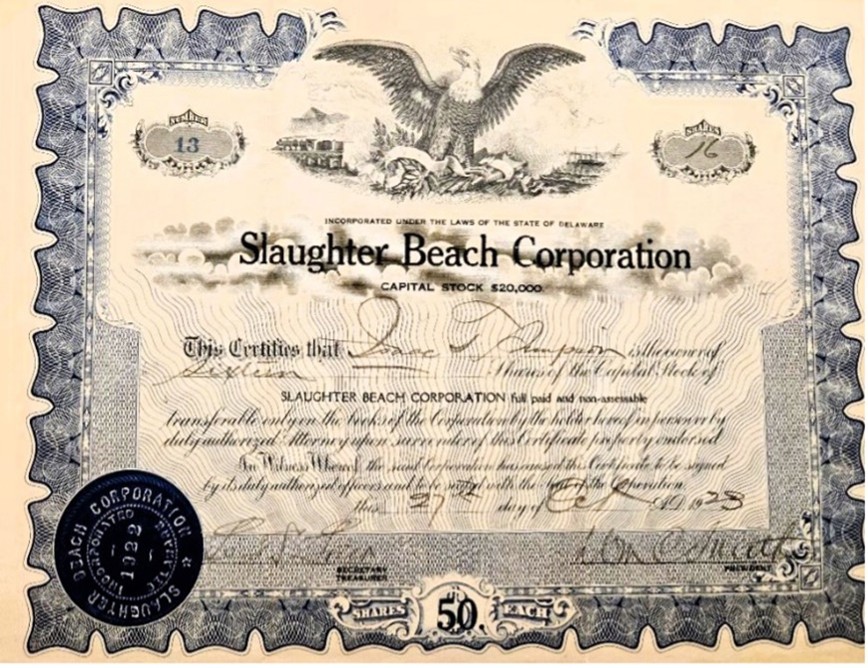 NUMBER
13
SHARES
16
INCORPORATED UNDER THE LAWS OF THE STATE OF DELAWARE
Slaughter Beach Corporation
CAPITAL STOCK $20,000.
This Certifies that Isaac T. Simpson is the owner of
Sixteen Shares of the Capital Stock of
SLAUGHTER BEACH CORPORATION full paid and non-assessable
transferable only on the books of the Corporation by the holder hereof in person or by
duly authorized Attorney upon surrender of this Certificate properly endorsed
In Witness Whereof, the said Corporation has caused this Certificate to be signed
by its duly authorized officers and to be sealed with the seal of the Corporation
this 27th day of Oct A.D. 1923
SECRETARY
TREASURER
PRESIDENT
SHARES $50. EACH
SLAUGHTER BEACH CORPORATION
INCORPORATED DELAWARE
1922